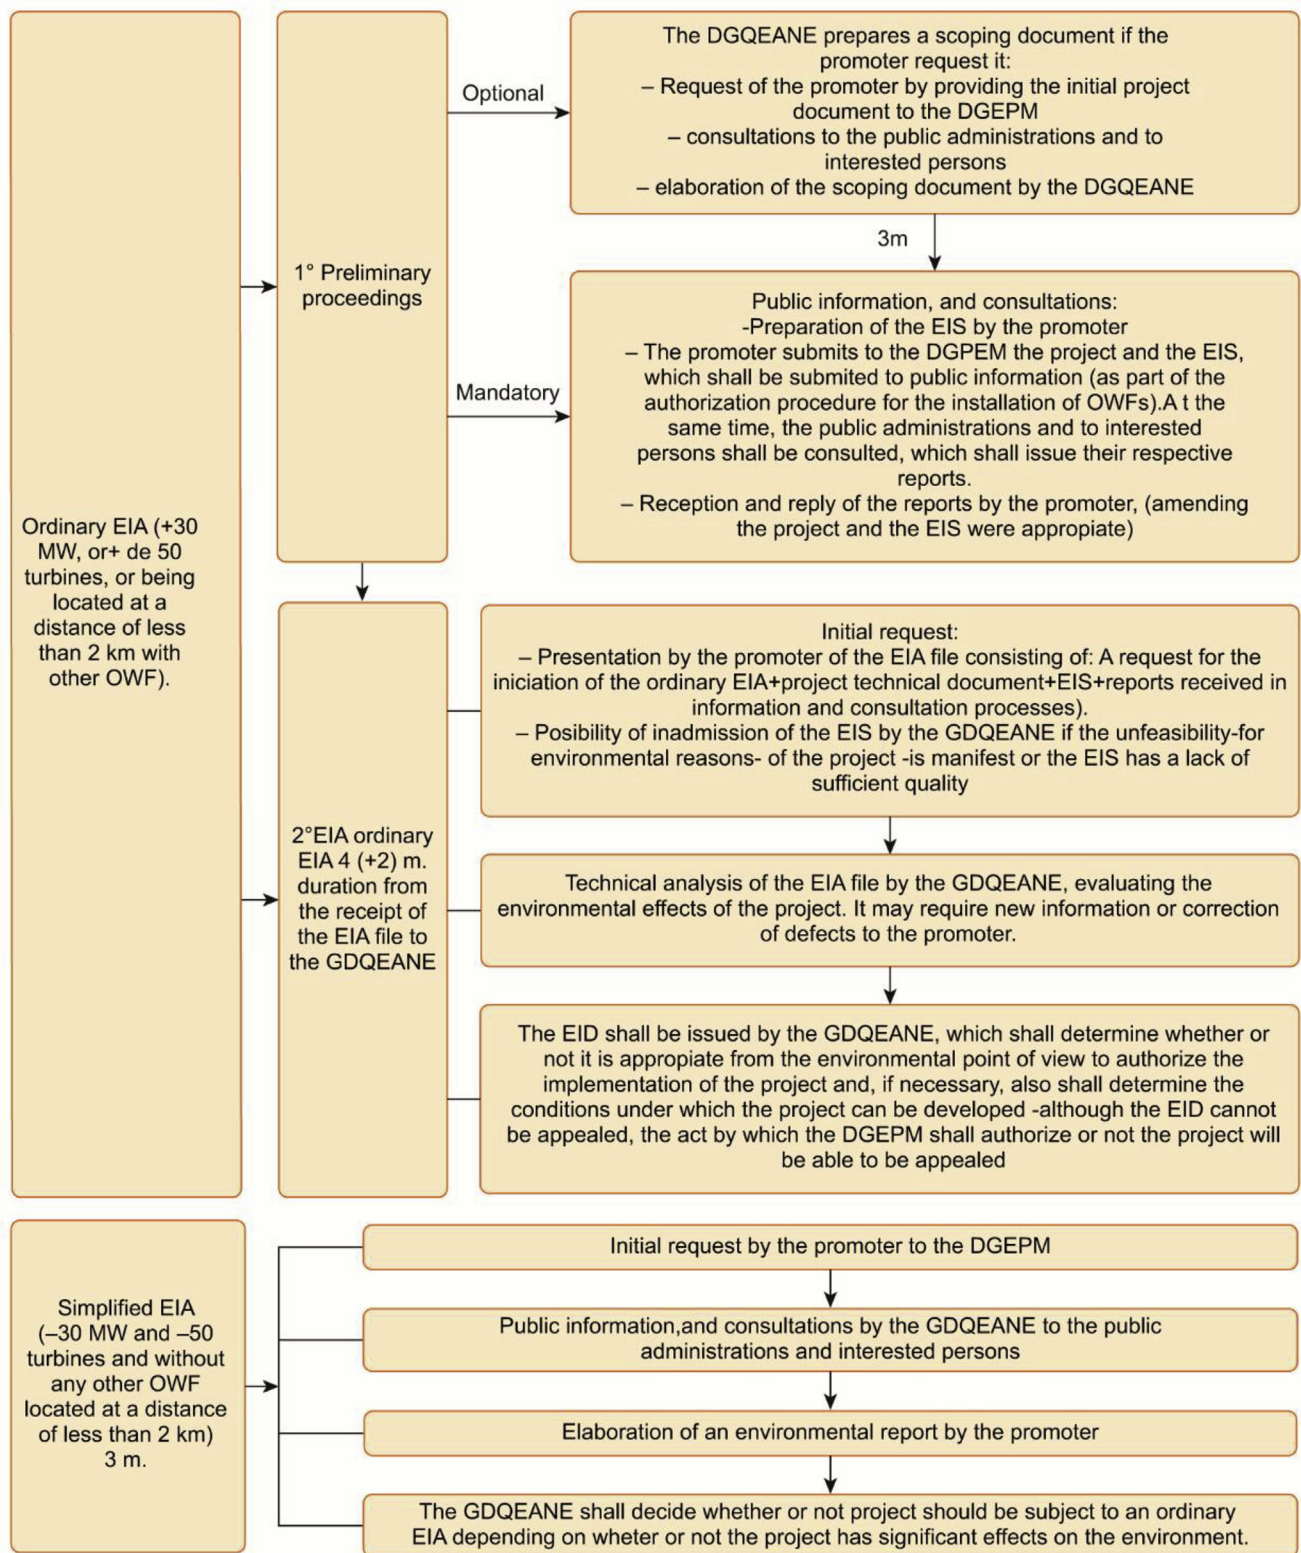 Ordinary EIA (+30
MW, or+ de 50
turbines, or being
located at a
distance of less
than 2 km with
other OWF).
1° Preliminary
proceedings
Optional
The DGQEANE prepares a scoping document if the
promoter request it:
– Request of the promoter by providing the initial project
document to the DGEPM
– consultations to the public administrations and to
interested persons
– elaboration of the scoping document by the DGQEANE
3m
Mandatory
Public information, and consultations:
-Preparation of the EIS by the promoter
– The promoter submits to the DGPEM the project and the EIS,
which shall be submited to public information (as part of the
authorization procedure for the installation of OWFs).A t the
same time, the public administrations and to interested
persons shall be consulted, which shall issue their respective
reports.
– Reception and reply of the reports by the promoter, (amending
the project and the EIS were appropiate)
2°EIA ordinary
EIA 4 (+2) m.
duration from
the receipt of
the EIA file to
the GDQEANE
Initial request:
– Presentation by the promoter of the EIA file consisting of: A request for the
iniciation of the ordinary EIA+project technical document+EIS+reports received in
information and consultation processes).
– Posibility of inadmission of the EIS by the GDQEANE if the unfeasibility-for
environmental reasons- of the project -is manifest or the EIS has a lack of
sufficient quality
Technical analysis of the EIA file by the GDQEANE, evaluating the
environmental effects of the project. It may require new information or correction
of defects to the promoter.
The EID shall be issued by the GDQEANE, which shall determine whether or
not it is appropiate from the environmental point of view to authorize the
implementation of the project and, if necessary, also shall determine the
conditions under which the project can be developed -although the EID cannot
be appealed, the act by which the DGEPM shall authorize or not the project will
be able to be appealed
Simplified EIA
(–30 MW and –50
turbines and without
any other OWF
located at a distance
of less than 2 km)
3 m.
Initial request by the promoter to the DGEPM
Public information,and consultations by the GDQEANE to the public
administrations and interested persons
Elaboration of an environmental report by the promoter
The GDQEANE shall decide whether or not project should be subject to an ordinary
EIA depending on wheter or not the project has significant effects on the environment.